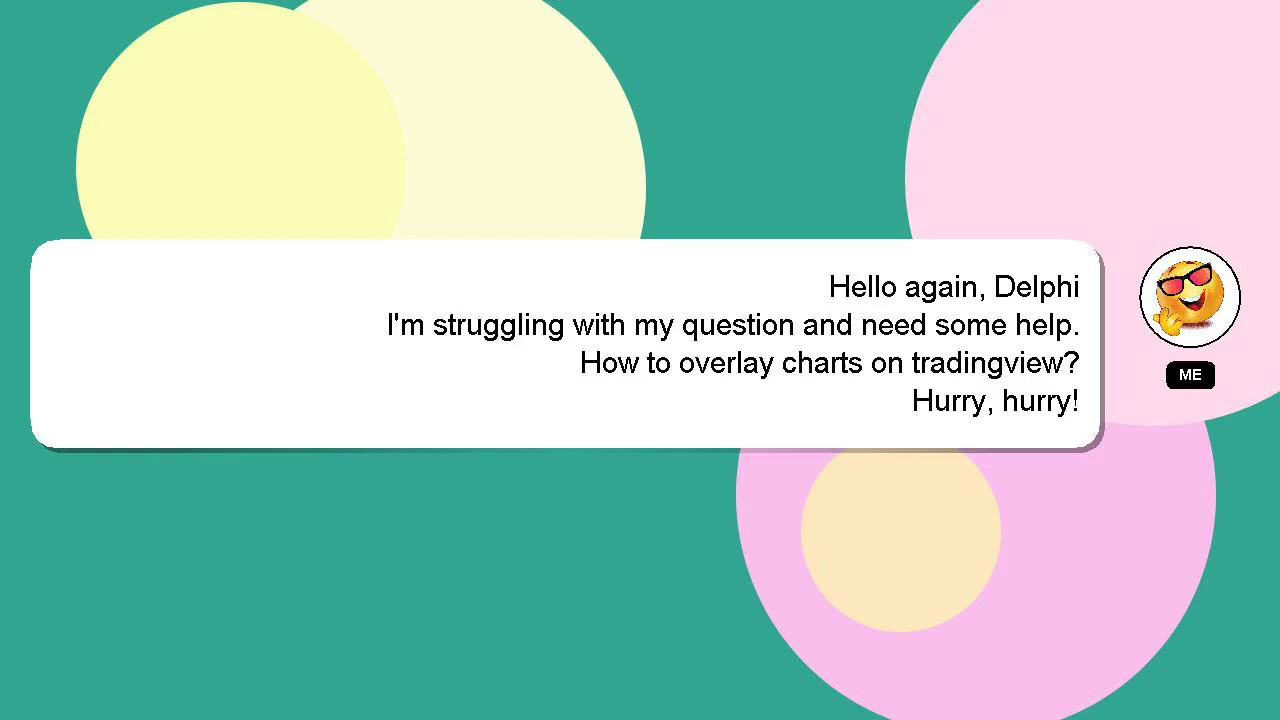 Hello again, Delphi
I'm struggling with my question and need some help.
How to overlay charts on tradingview?
Hurry, hurry!
ME